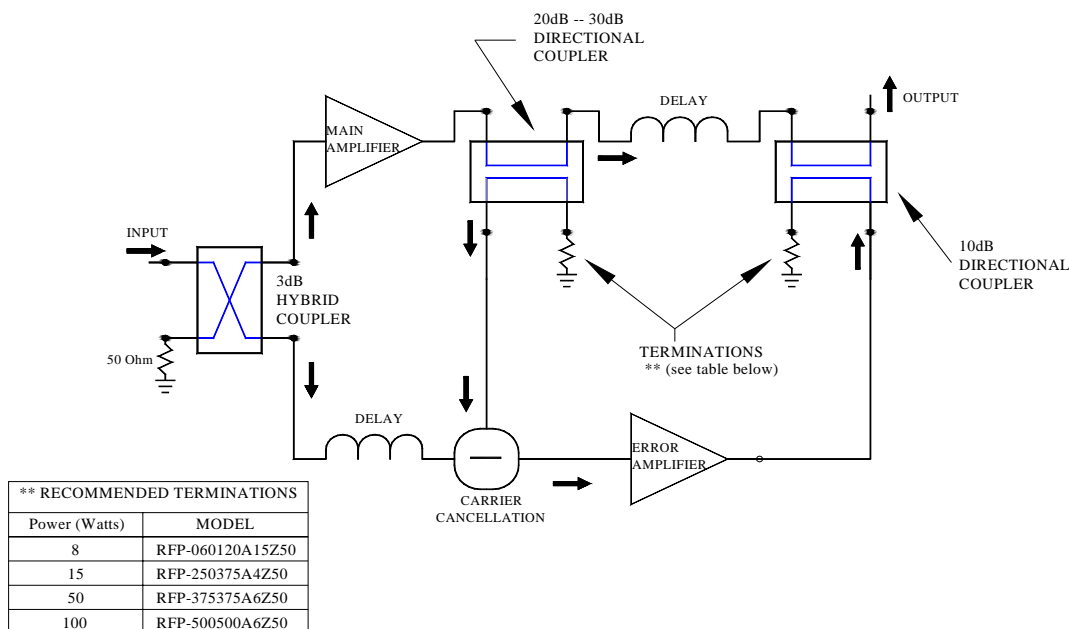 20dB -- 30dB
DIRECTIONAL
COUPLER
DELAY
OUTPUT
MAIN
AMPLIFIER
INPUT
3dB
HYBRID
COUPLER
10dB
DIRECTIONAL
COUPLER
50 Ohm
TERMINATIONS
** (see table below)
DELAY
ERROR
AMPLIFIER
CARRIER
CANCELLATION
** RECOMMENDED TERMINATIONS
Power (Watts) MODEL
8 RFP-060120A15Z50
15 RFP-250375A4Z50
50 RFP-375375A6Z50
100 RFP-500500A6Z50